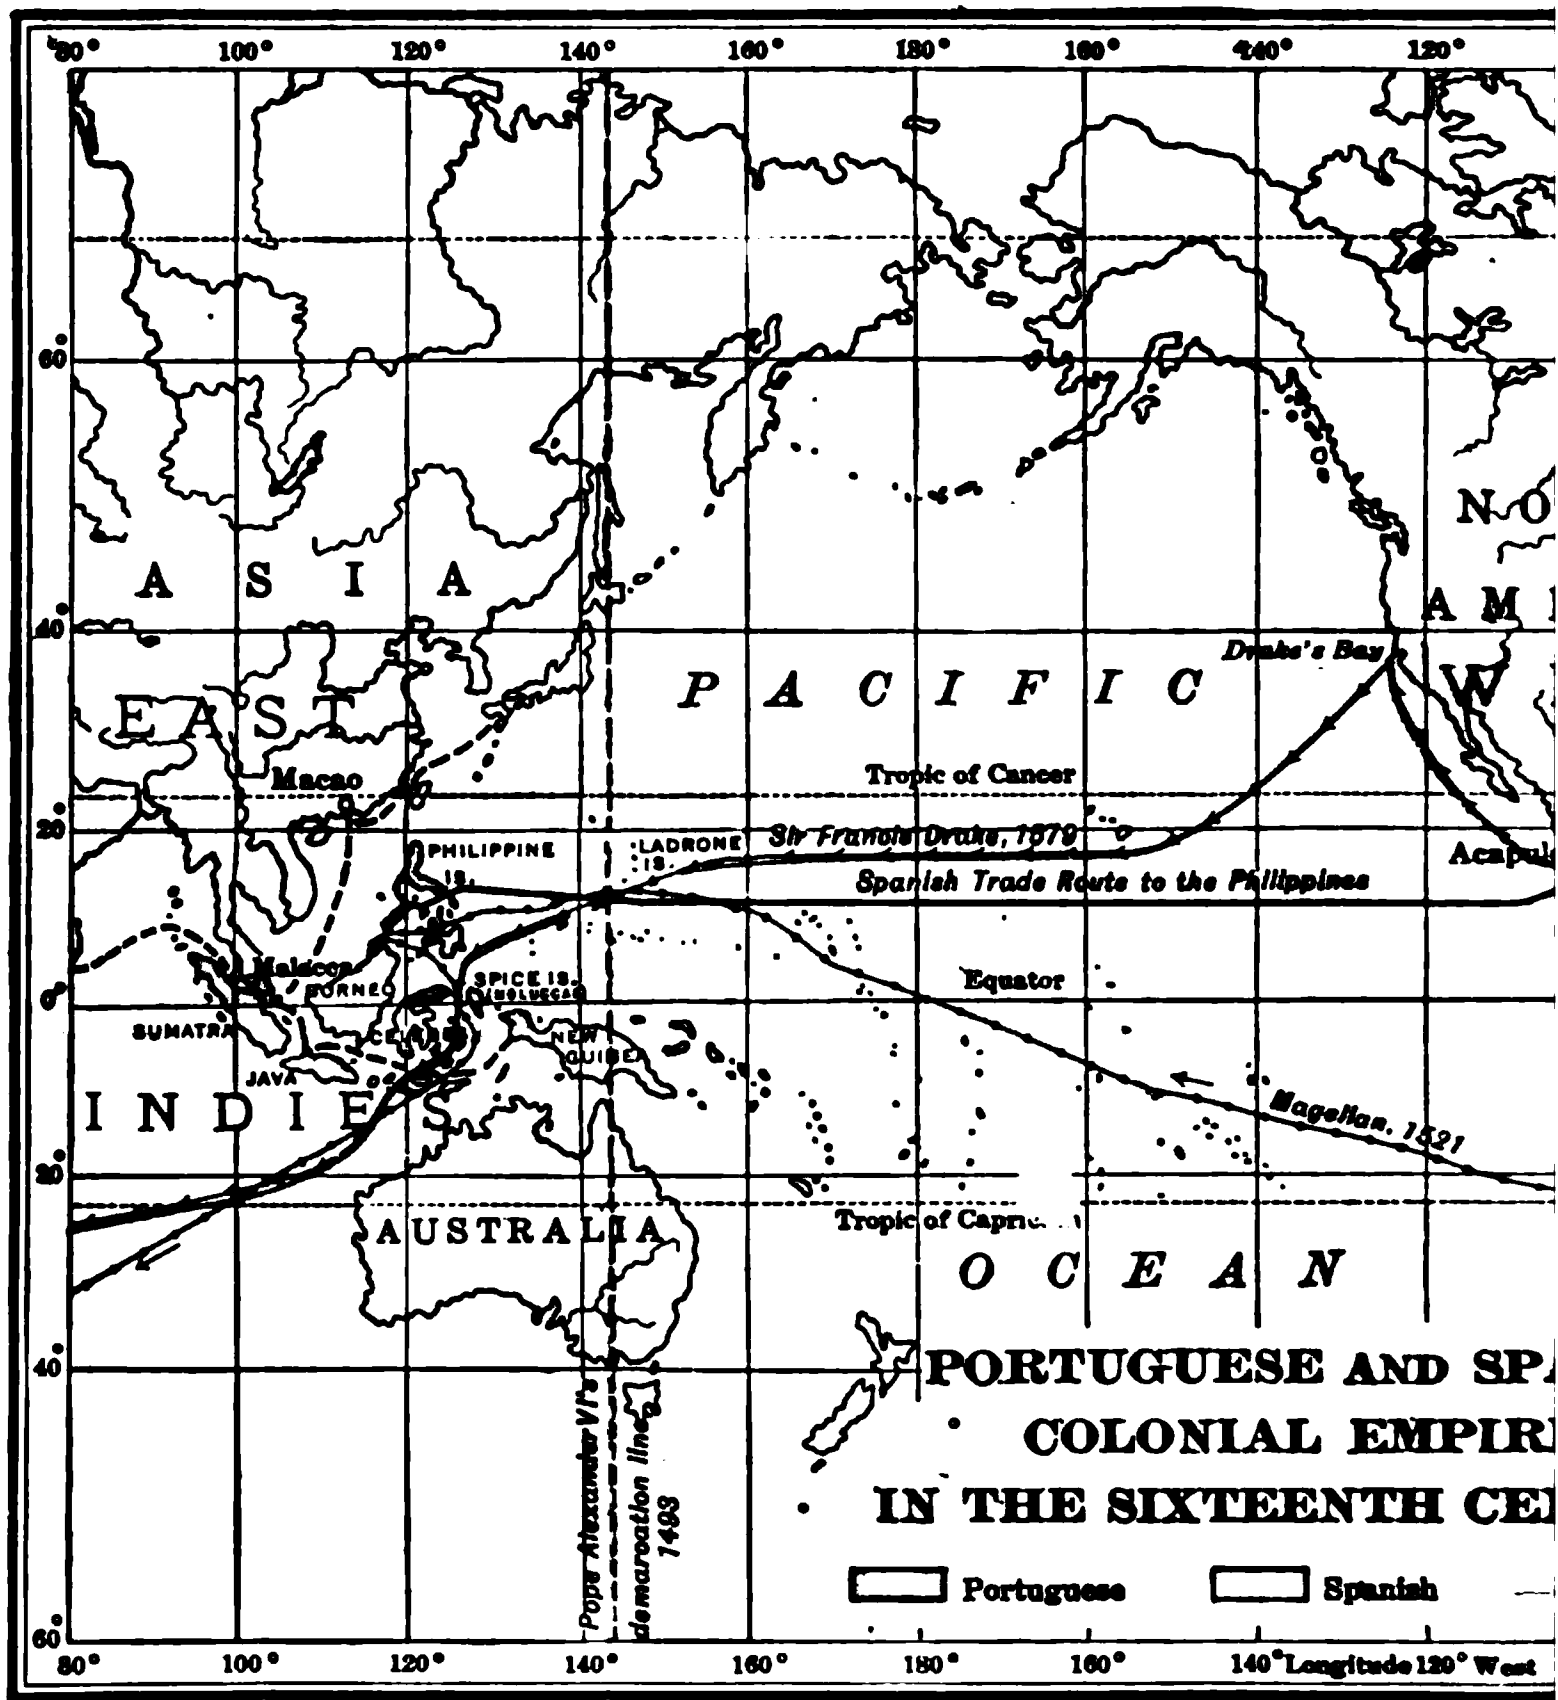 80° 100° 120° 140° 160° 180° 160° 140° 120°
60°
N O
A S I A
A M
40°
Drake's Bay
P A C I F I C
W
E A S T
Macao
Tropic of Cancer
20°
Sir Francis Drake, 1579
LADRONE
IS.
PHILIPPINE
IS.
Acapul
Spanish Trade Route to the Philippines
Malacca
SPICE IS.
(MOLUCCAS)
Equator
BORNEO
0°
SUMATRA
CELEBES
NEW
GUINEA
JAVA
I N D I E S
Magellan, 1521
20°
Tropic of Capric
AUSTRALIA
O C E A N
40°
PORTUGUESE AND SPA
COLONIAL EMPIR
IN THE SIXTEENTH CE
Pope Alexander VI's
demarcation line
1493
Portuguese
Spanish
60°
80° 100° 120° 140° 160° 180° 160° 140° Longitude 120° West